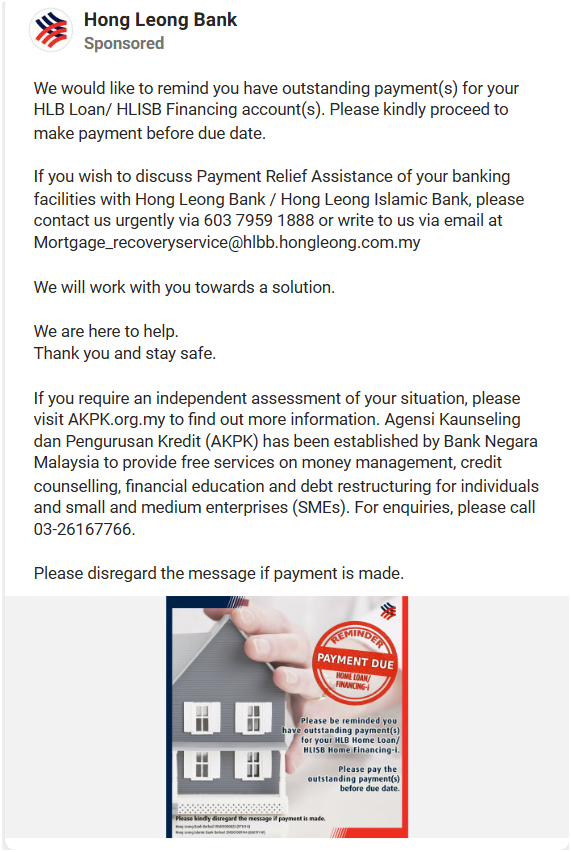 Hong Leong Bank
Sponsored
We would like to remind you have outstanding payment(s) for your
HLB Loan/ HLISB Financing account(s). Please kindly proceed to
make payment before due date.
If you wish to discuss Payment Relief Assistance of your banking
facilities with Hong Leong Bank / Hong Leong Islamic Bank, please
contact us urgently via 603 7959 1888 or write to us via email at
Mortgage_recoveryservice@hlbb.hongleong.com.my
We will work with you towards a solution.
We are here to help.
Thank you and stay safe.
If you require an independent assessment of your situation, please
visit AKPK.org.my to find out more information. Agensi Kaunseling
dan Pengurusan Kredit (AKPK) has been established by Bank Negara
Malaysia to provide free services on money management, credit
counselling, financial education and debt restructuring for individuals
and small and medium enterprises (SMEs). For enquiries, please call
03-26167766.
Please disregard the message if payment is made.
REMINDER
PAYMENT DUE
HOME LOAN/
FINANCING-i
Please be reminded you
have outstanding payment(s)
for your HLB Home Loan/
HLISB Home Financing-i.
Please pay the
outstanding payment(s)
before due date.
Please kindly disregard the message if payment is made.
Hong Leong Bank Berhad
Hong Leong Islamic Bank Berhad